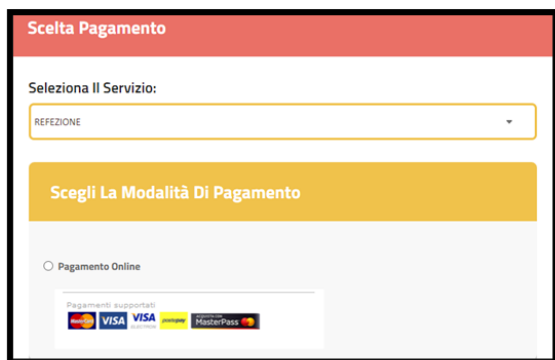 Scelta Pagamento
Seleziona Il Servizio:
REFEZIONE
Scegli La Modalità Di Pagamento
Pagamento Online
Pagamenti supportati
MasterCard VISA VISA ELECTRON postepay MasterPass